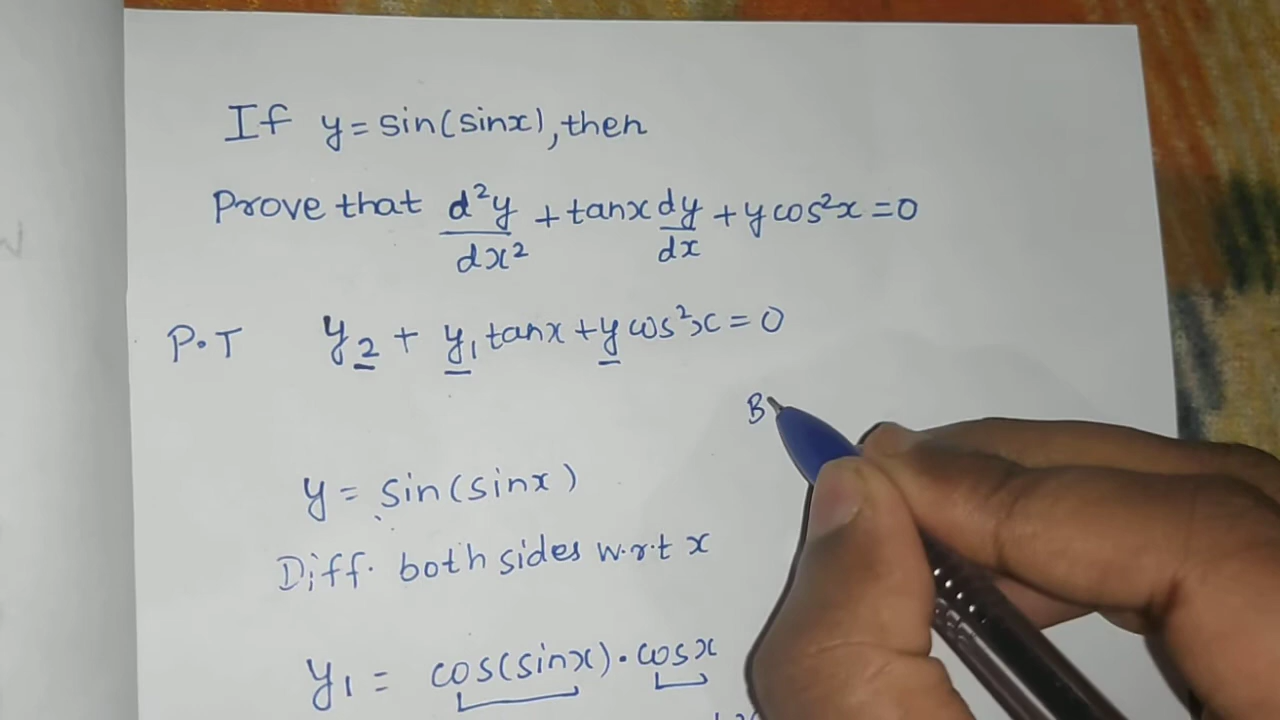 If y = sin(sinx), then
Prove that d²y/dx² + tanx dy/dx + y cos²x = 0
P.T y₂ + y₁ tanx + y cos²x = 0
B
y = sin(sinx)
Diff. both sides w.r.t x
y₁ = cos(sinx) . cosx